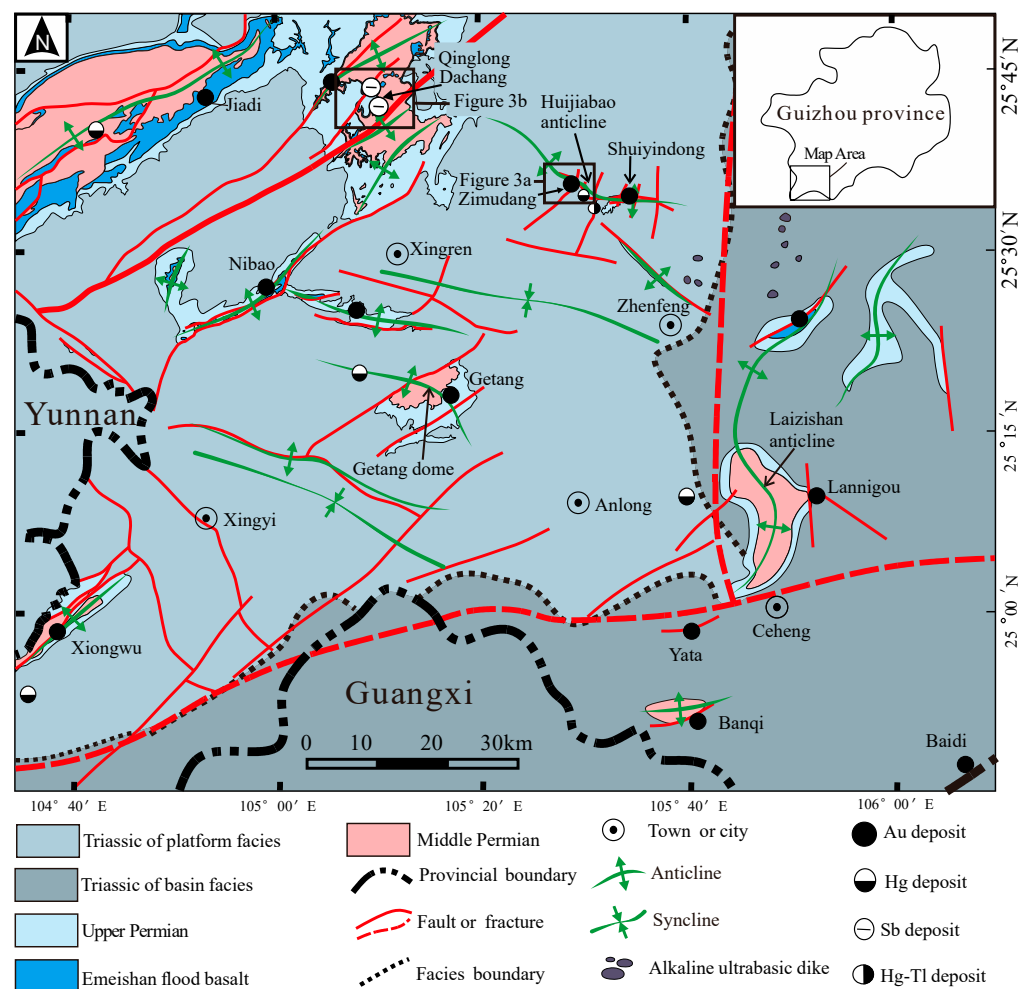 N
Qinglong
Dachang
Figure 3b
Jiadi
Huijiabao
anticline
Shuiyindong
Figure 3a
Zimudang
Guizhou province
Map Area
25°45′N
25°30′N
25°15′N
25°00′N
Xingren
Nibao
Zhenfeng
Getang
Getang dome
Yunnan
Laizishan
anticline
Lannigou
Anlong
Xingyi
Xiongwu
Ceheng
Yata
Guangxi
Banqi
Baidi
0 10 20 30km
104° 40′ E
105° 00′ E
105° 20′ E
105° 40′ E
106° 00′ E
Triassic of platform facies
Triassic of basin facies
Upper Permian
Emeishan flood basalt
Middle Permian
Provincial boundary
Fault or fracture
Facies boundary
Town or city
Anticline
Syncline
Alkaline ultrabasic dike
Au deposit
Hg deposit
Sb deposit
Hg-Tl deposit